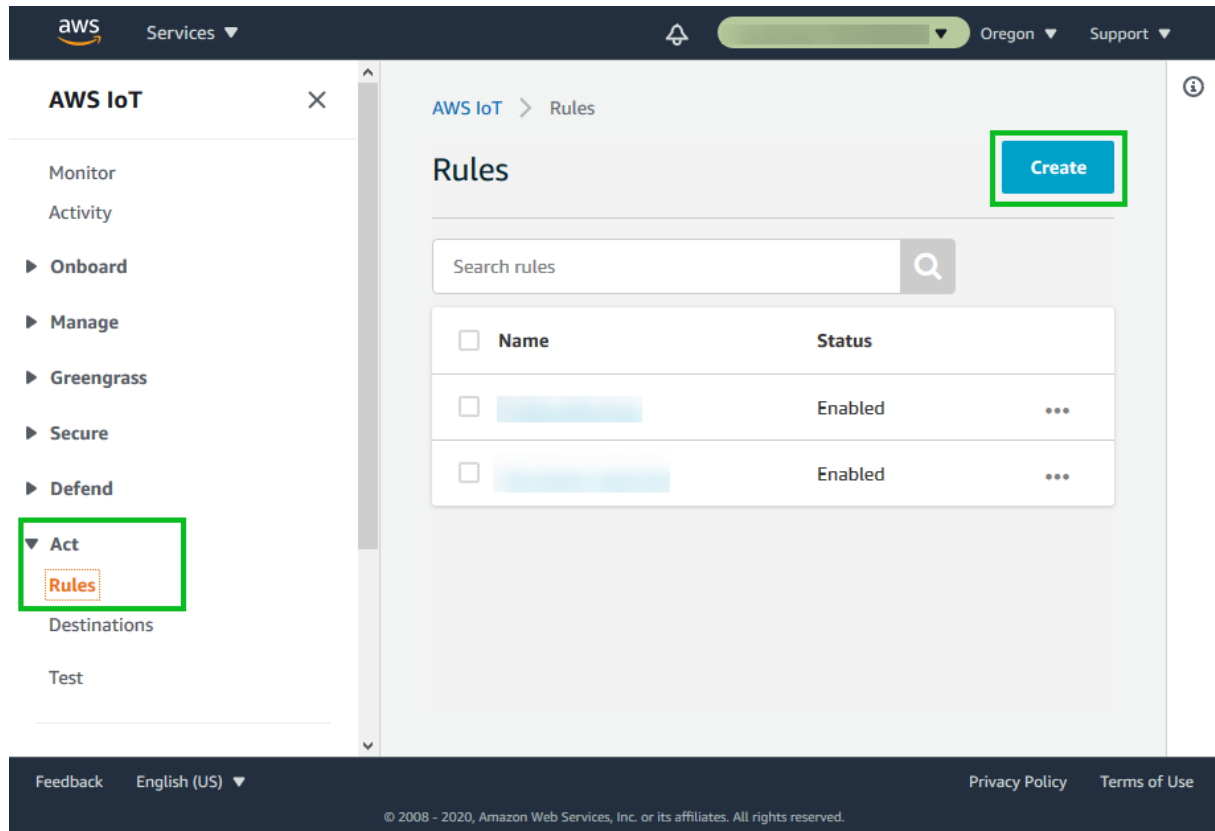 aws Services Oregon Support
AWS IoT
Monitor
Activity
Onboard
Manage
Greengrass
Secure
Defend
Act
Rules
Destinations
Test
AWS IoT > Rules
Rules
Create
Search rules
Name Status
Enabled
Enabled
Feedback English (US) Privacy Policy Terms of Use
© 2008 - 2020, Amazon Web Services, Inc. or its affiliates. All rights reserved.